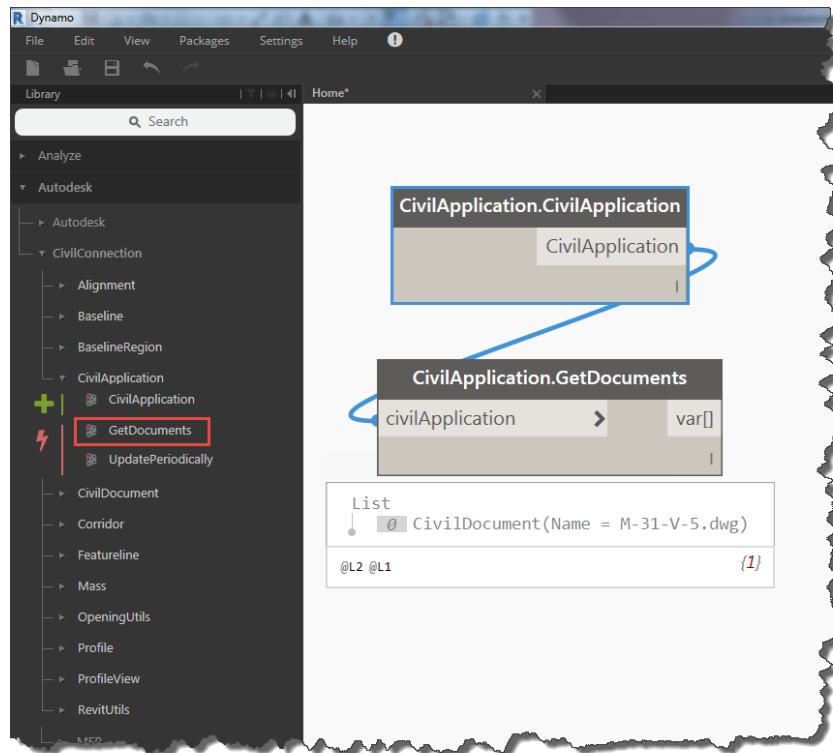 Dynamo
File Edit View Packages Settings Help
Library
Home*
Search
Analyze
Autodesk
Autodesk
CivilConnection
Alignment
Baseline
BaselineRegion
CivilApplication
CivilApplication
GetDocuments
UpdatePeriodically
CivilDocument
Corridor
Featureline
Mass
OpeningUtils
Profile
ProfileView
RevitUtils
MEP
CivilApplication.CivilApplication
CivilApplication
l
CivilApplication.GetDocuments
civilApplication > var[]
l
List
0 CivilDocument(Name = M-31-V-5.dwg)
@L2 @L1 {1}